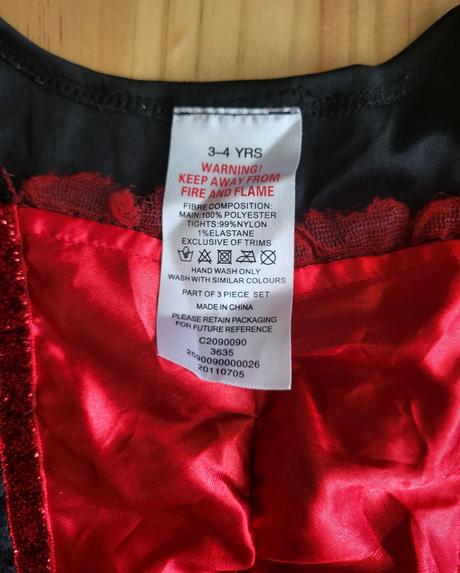 3-4 YRS
WARNING!
KEEP AWAY FROM
FIRE AND FLAME
FIBRE COMPOSITION:
MAIN:100% POLYESTER
TIGHTS:99%NYLON
1%ELASTANE
EXCLUSIVE OF TRIMS
HAND WASH ONLY
WASH WITH SIMILAR COLOURS
PART OF 3 PIECE SET
MADE IN CHINA
PLEASE RETAIN PACKAGING
FOR FUTURE REFERENCE
C2090090
3635
2090090000026
20110705